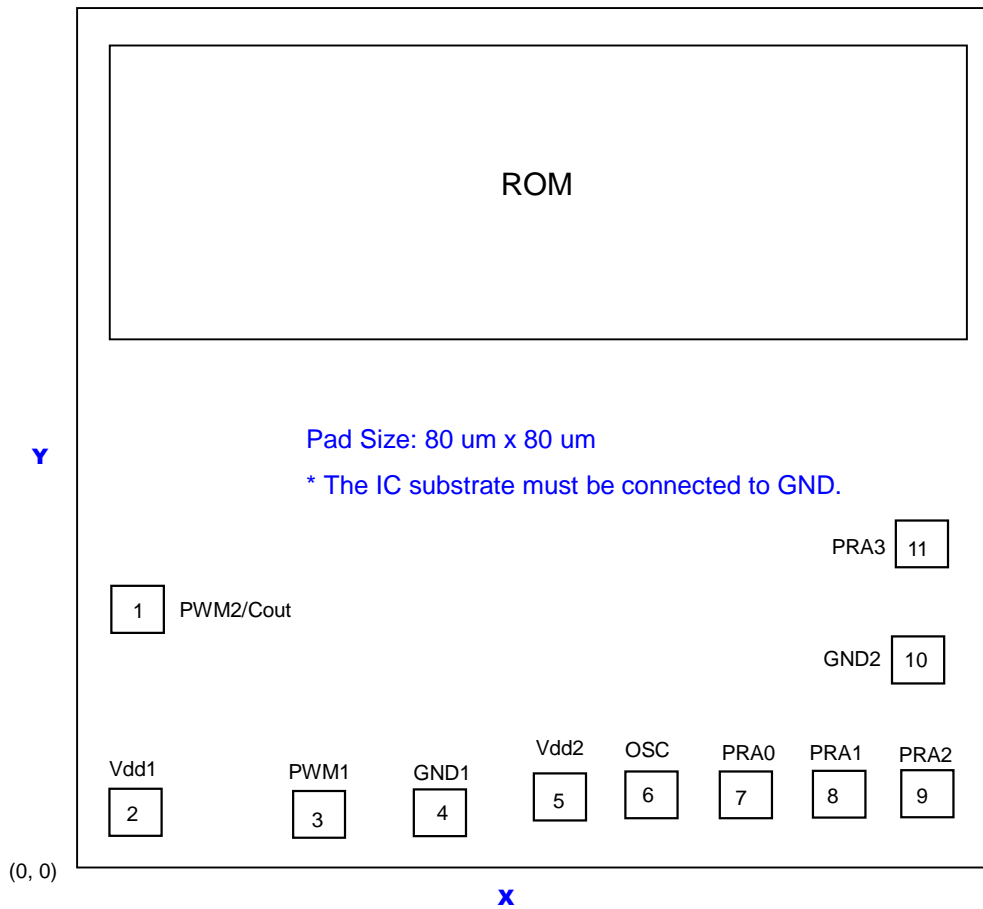 ROM
Pad Size: 80 um x 80 um
Y
* The IC substrate must be connected to GND.
PRA3 11
1 PWM2/Cout
GND2 10
Vdd1 PWM1 GND1 Vdd2 OSC PRA0 PRA1 PRA2
2 3 4 5 6 7 8 9
(0, 0)
X